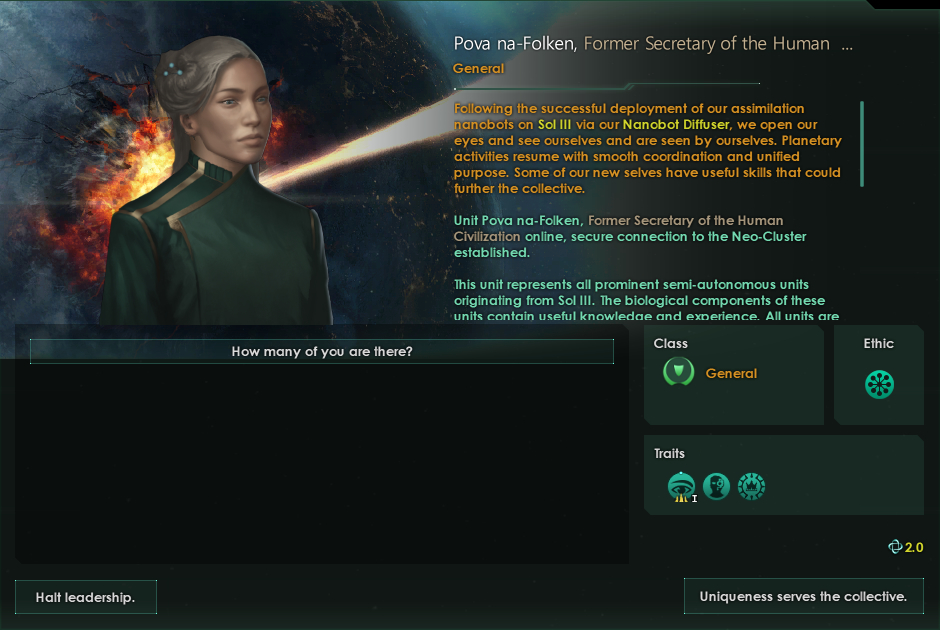 Pova na-Folken, Former Secretary of the Human ...
General
Following the successful deployment of our assimilation
nanobots on Sol III via our Nanobot Diffuser, we open our
eyes and see ourselves and are seen by ourselves. Planetary
activities resume with smooth coordination and unified
purpose. Some of our new selves have useful skills that could
further the collective.
Unit Pova na-Folken, Former Secretary of the Human
Civilization online, secure connection to the Neo-Cluster
established.
This unit represents all prominent semi-autonomous units
originating from Sol III. The biological components of these
units contain useful knowledge and experience. All units are
How many of you are there?
Class
General
Ethic
Traits
I
2.0
Halt leadership.
Uniqueness serves the collective.